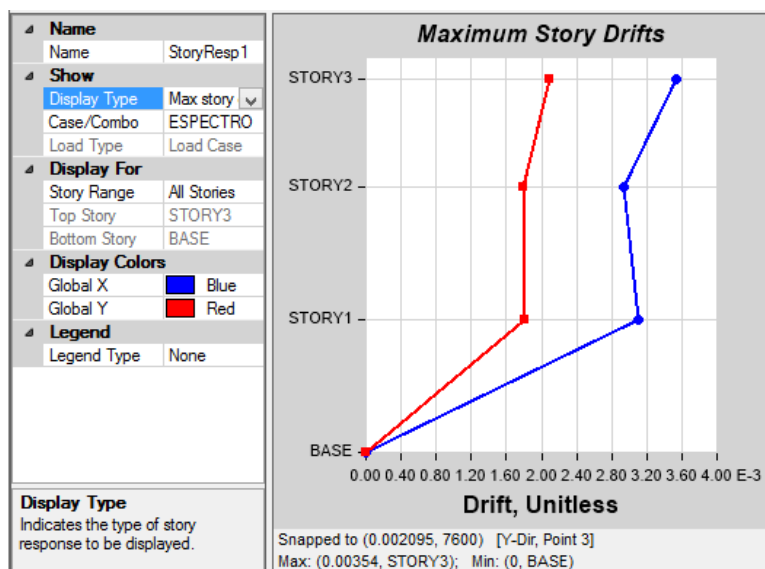 Name
Name StoryResp1
Show
Display Type Max story
Case/Combo ESPECTRO
Load Type Load Case
Display For
Story Range All Stories
Top Story STORY3
Bottom Story BASE
Display Colors
Global X Blue
Global Y Red
Legend
Legend Type None
Display Type
Indicates the type of story
response to be displayed.
Maximum Story Drifts
STORY3
STORY2
STORY1
BASE
0.00 0.40 0.80 1.20 1.60 2.00 2.40 2.80 3.20 3.60 4.00 E-3
Drift, Unitless
Snapped to (0.002095, 7600) [Y-Dir, Point 3]
Max: (0.00354, STORY3); Min: (0, BASE)